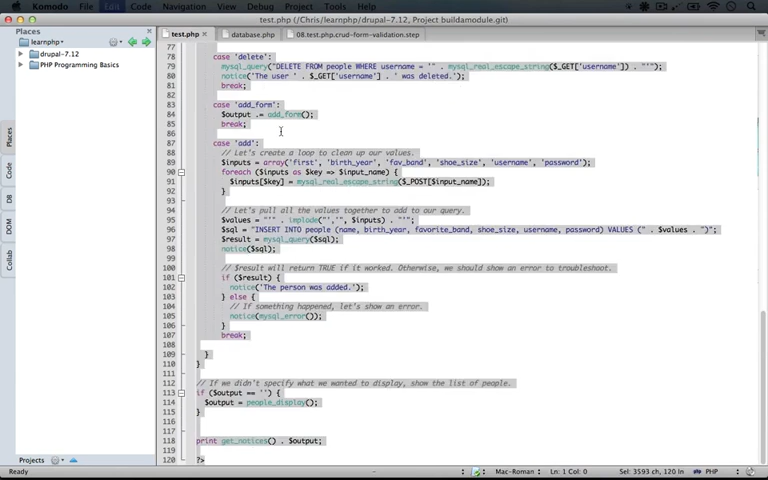 Komodo File Edit Code Navigation View Debug Tools Project Window Help
test.php (/Chris/learnphp/drupal-7.12, Project buildamodule.git)
Places
learnphp
drupal-7.12
PHP Programming Basics
Places
Code
DB
DOM
Collab
test.php
database.php
08.test.php.crud-form-validation.step
77
78 case 'delete':
79 mysql_query("DELETE FROM people WHERE username = '" . mysql_real_escape_string($_GET['username']) . "'");
80 notice('The user ' . $_GET['username'] . ' was deleted.');
81 break;
82
83 case 'add_form':
84 $output .= add_form();
85 break;
86
87 case 'add':
88 // Let's create a loop to clean up our values.
89 $inputs = array('first', 'birth_year', 'fav_band', 'shoe_size', 'username', 'password');
90 foreach ($inputs as $key => $input_name) {
91 $inputs[$key] = mysql_real_escape_string($_POST[$input_name]);
92 }
93
94 // Let's pull all the values together to add to our query.
95 $values = "'" . implode("','", $inputs) . "'";
96 $sql = "INSERT INTO people (name, birth_year, favorite_band, shoe_size, username, password) VALUES (" . $values . ")";
97 $result = mysql_query($sql);
98 notice($sql);
99
100 // $result will return TRUE if it worked. Otherwise, we should show an error to troubleshoot.
101 if ($result) {
102 notice('The person was added.');
103 } else {
104 // If something happened, let's show an error.
105 notice(mysql_error());
106 }
107 break;
108
109 }
110 }
111
112 // If we didn't specify what we wanted to display, show the list of people.
113 if ($output == '') {
114 $output = people_display();
115 }
116
117
118 print get_notices() . $output;
119
120 ?>
Projects
Ready
Mac-Roman
Ln: 1 Col: 0
Sel: 3593 ch, 120 ln
PHP